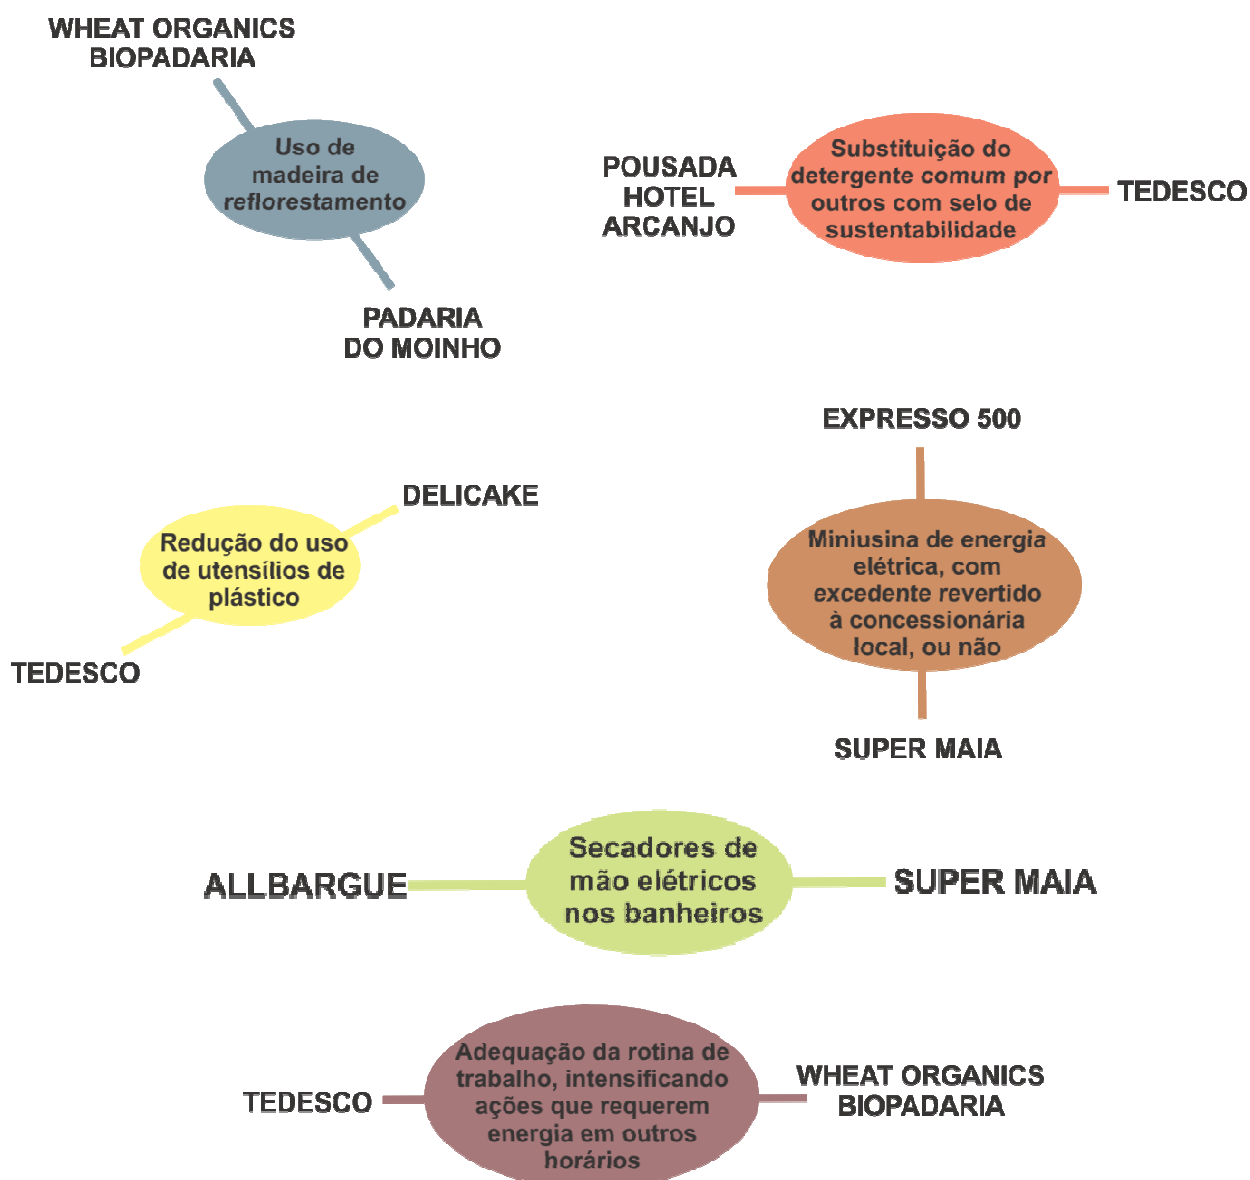 WHEAT ORGANICS
BIOPADARIA
Uso de
madeira de
reflorestamento
PADARIA
DO MOINHO
POUSADA
HOTEL
ARCANJO
Substituição do
detergente comum por
outros com selo de
sustentabilidade
TEDESCO
DELICAKE
Redução do uso
de utensílios de
plástico
TEDESCO
EXPRESSO 500
Miniusina de energia
elétrica, com
excedente revertido
à concessionária
local, ou não
SUPER MAIA
ALLBARGUE
Secadores de
mão elétricos
nos banheiros
SUPER MAIA
TEDESCO
Adequação da rotina de
trabalho, intensificando
ações que requerem
energia em outros
horários
WHEAT ORGANICS
BIOPADARIA